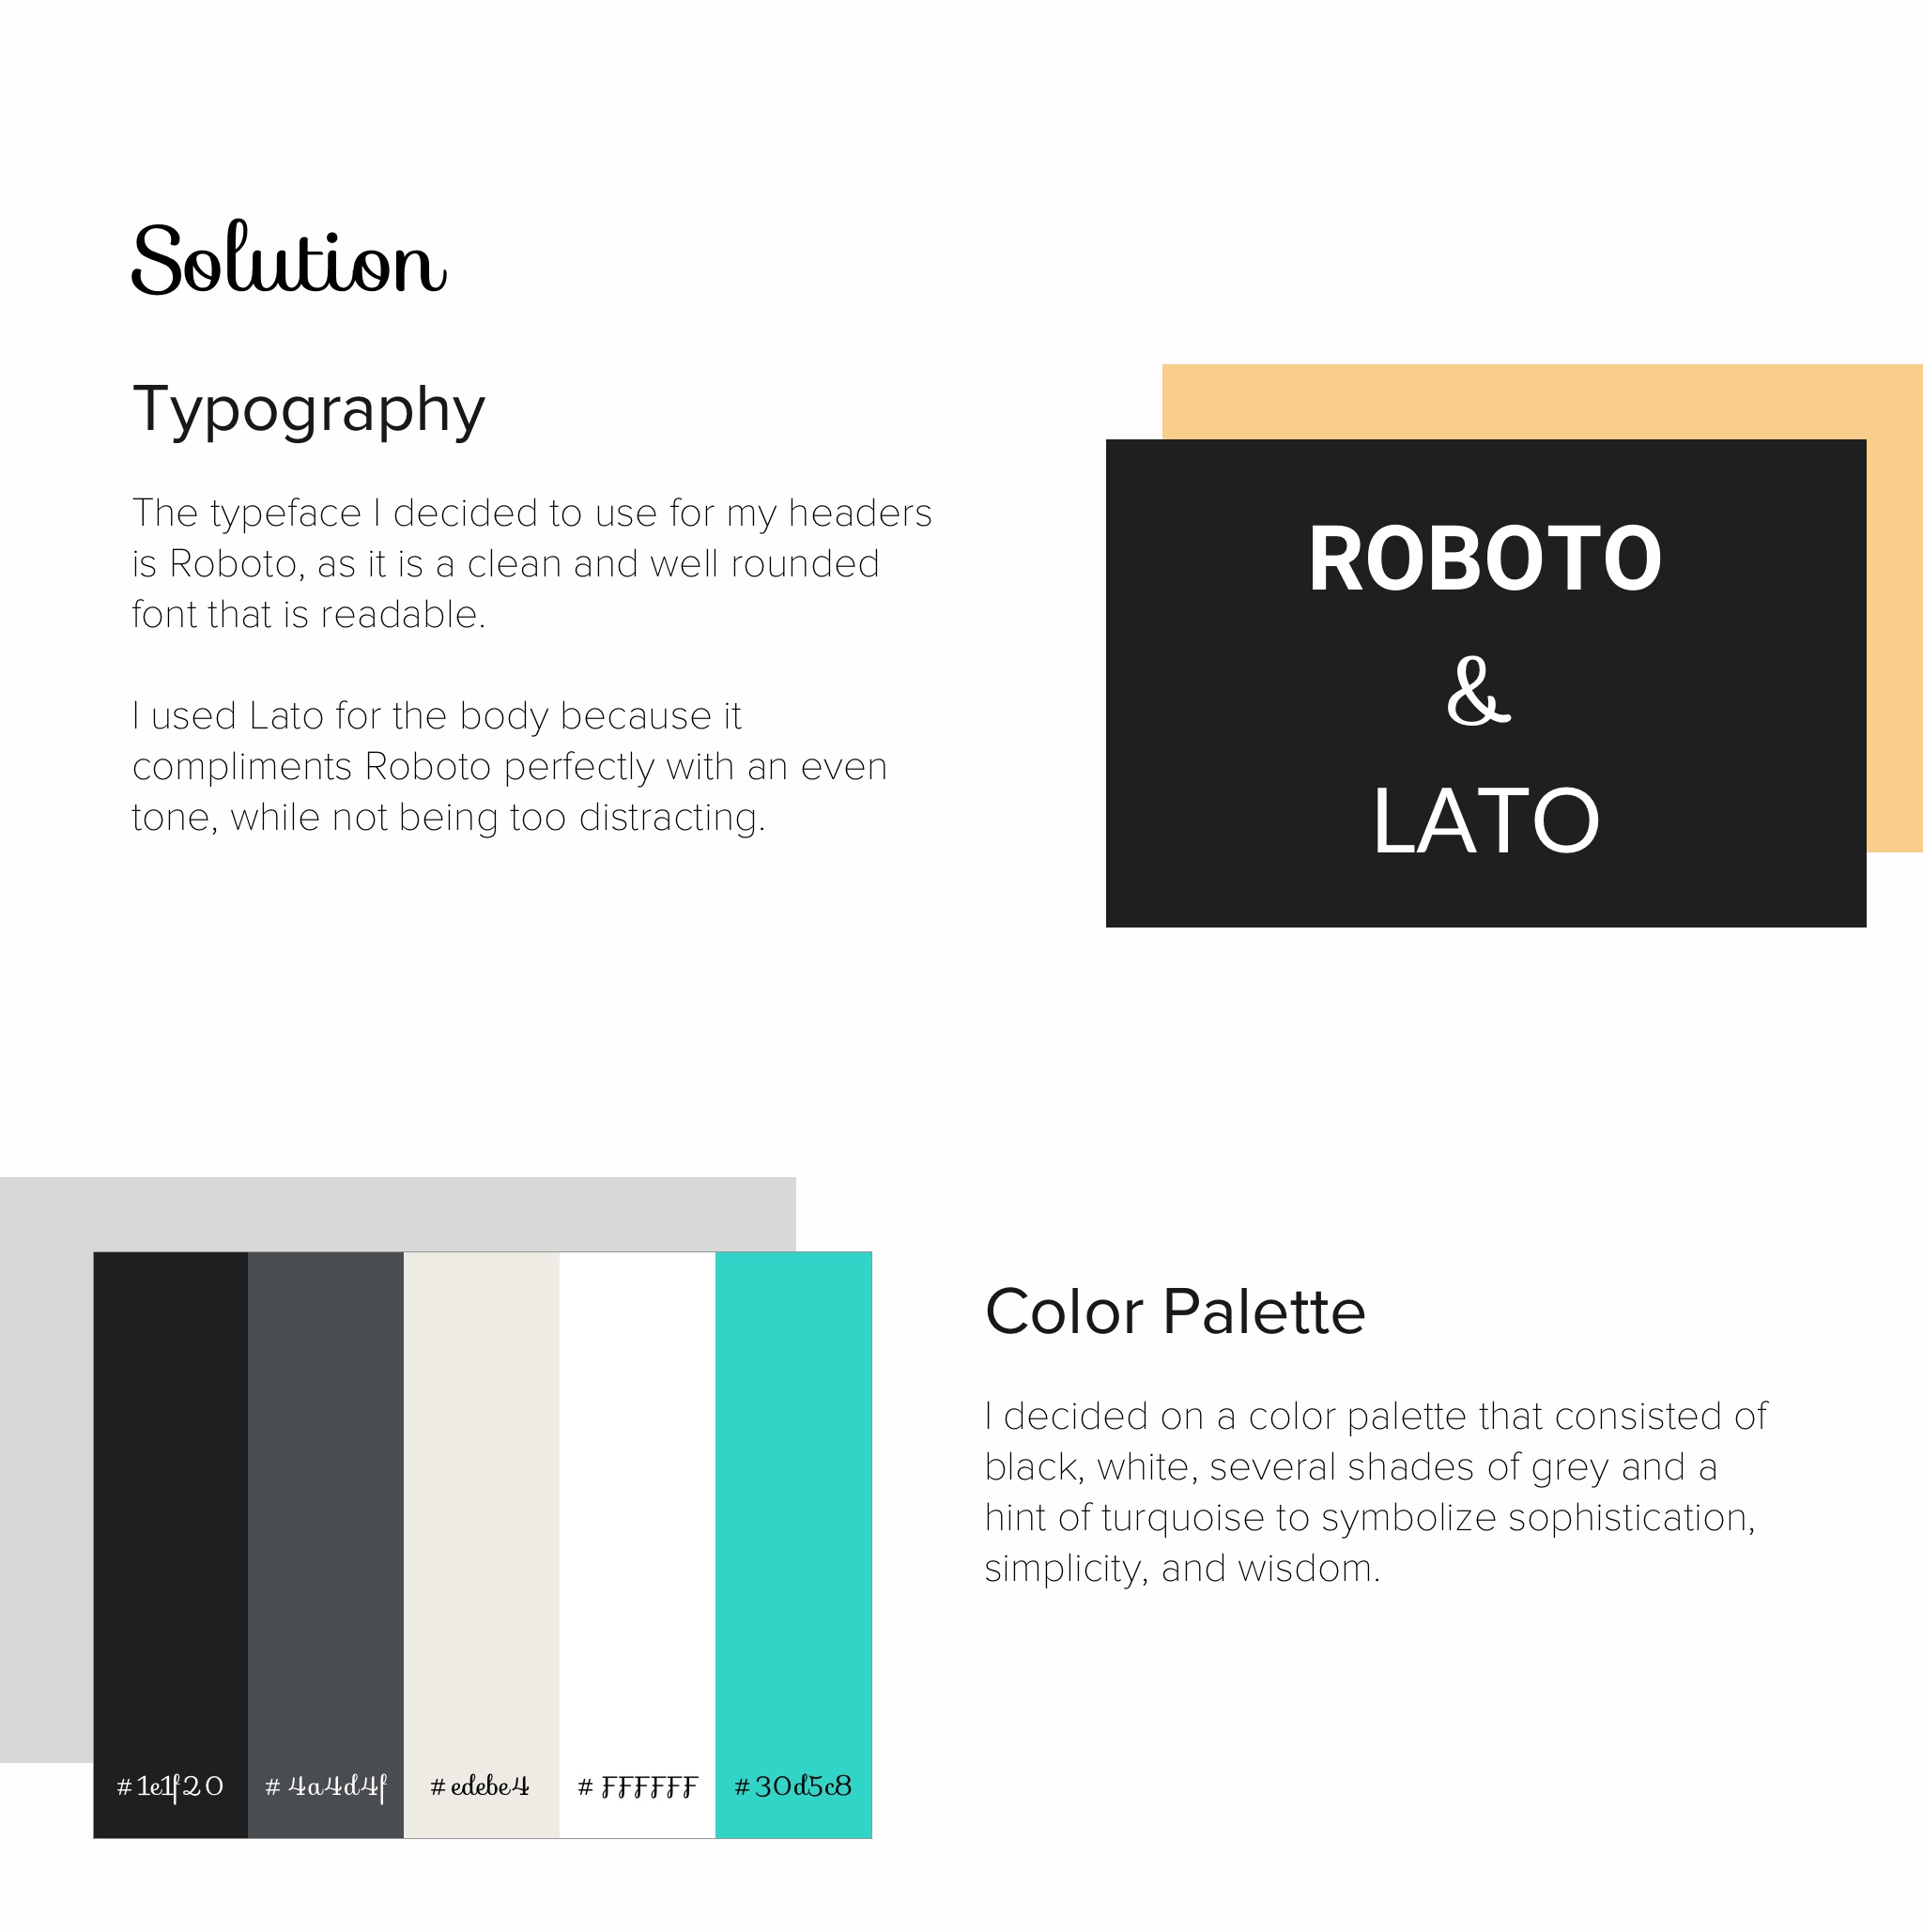 Solution
Typography
The typeface I decided to use for my headers
is Roboto, as it is a clean and well rounded
font that is readable.
I used Lato for the body because it
compliments Roboto perfectly with an even
tone, while not being too distracting.
ROBOTO
&
LATO
Color Palette
I decided on a color palette that consisted of
black, white, several shades of grey and a
hint of turquoise to symbolize sophistication,
simplicity, and wisdom.
#1e1f20
#4a4d4f
#edebe4
# FFFFFF
#30d5c8